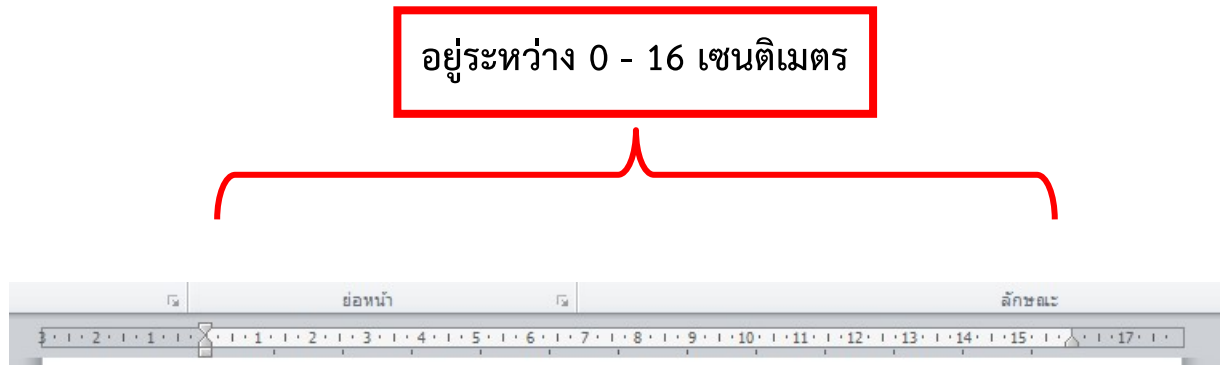 อยู่ระหว่าง 0 - 16 เซนติเมตร
ย่อหน้า ลักษณะ
3 2 1 1 2 3 4 5 6 7 8 9 10 11 12 13 14 15 17